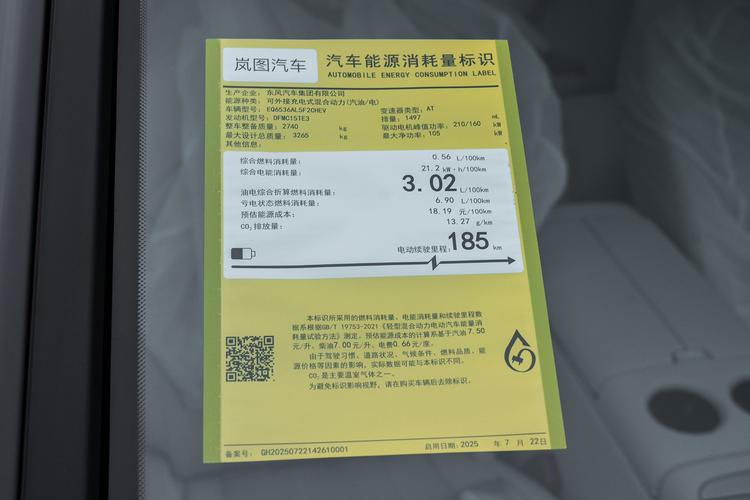 岚图汽车
汽车能源消耗量标识
AUTOMOBILE ENERGY CONSUMPTION LABEL
生产企业：东风汽车集团有限公司
能源种类：可外接充电式混合动力(汽油/电)
车辆型号：EQ6536AL5F2CHEV 变速器类型：AT
发动机型号：DFMC15TE3 排量：1497 mL
整车整备质量：2740 kg 驱动电机峰值功率：210/160 kW
最大设计总质量：3265 kg 最大净功率：105 kW
其他信息：
综合燃料消耗量： 0.56 L/100km
综合电能消耗量： 21.2 kW·h/100km
油电综合折算燃料消耗量： 3.02 L/100km
亏电状态燃料消耗量： 6.90 L/100km
预估能源成本： 18.19 元/100km
CO₂排放量： 13.27 g/km
电动续驶里程： 185 km
本标识所采用的燃料消耗量、电能消耗量和续驶里程数
据系根据GB/T 19753-2021《轻型混合动力电动汽车能量消
耗量试验方法》测定。预估能源成本的计算系基于汽油7.50
元/升、柴油7.00元/升、电费0.66元/度。
由于驾驶习惯、道路状况、气候条件、燃料品质、能
源价格等因素的影响，实际数据可能与本标识不同。
CO₂是主要温室气体之一。
为避免标识影响视野，请在购买车辆后去除标识。
备案号： QH20250722142610001 启用日期：2025 年 7 月 22日